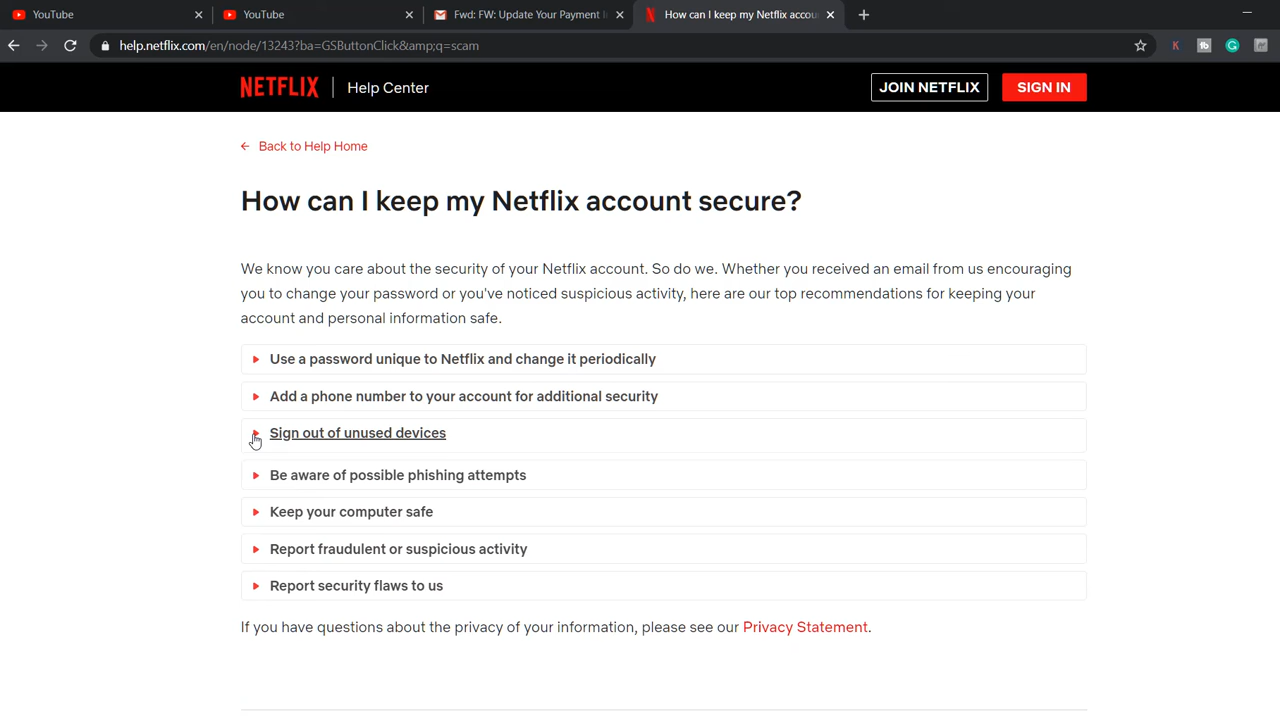 YouTube
YouTube
Fwd: FW: Update Your Payment I
How can I keep my Netflix accou
help.netflix.com/en/node/13243?ba=GSButtonClick&amp;q=scam
K
fb
G
NETFLIX
Help Center
JOIN NETFLIX
SIGN IN
Back to Help Home
How can I keep my Netflix account secure?
We know you care about the security of your Netflix account. So do we. Whether you received an email from us encouraging
you to change your password or you've noticed suspicious activity, here are our top recommendations for keeping your
account and personal information safe.
Use a password unique to Netflix and change it periodically
Add a phone number to your account for additional security
Sign out of unused devices
Be aware of possible phishing attempts
Keep your computer safe
Report fraudulent or suspicious activity
Report security flaws to us
If you have questions about the privacy of your information, please see our Privacy Statement.